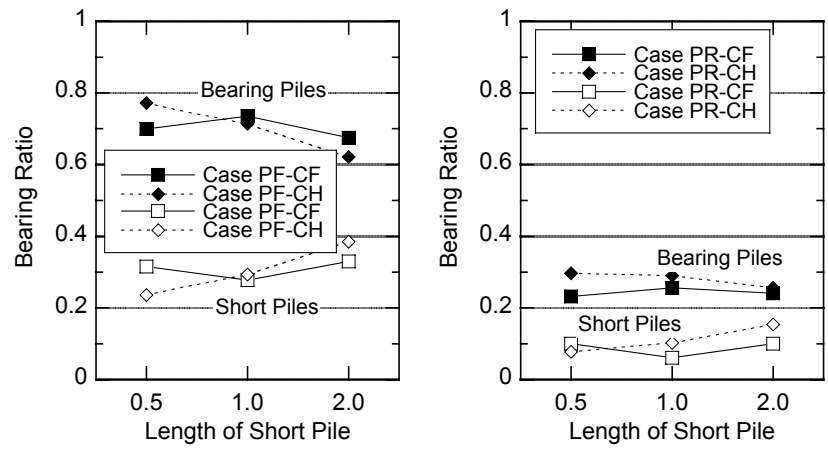 1
0.8
0.6
0.4
0.2
0
Bearing Ratio
Bearing Piles
Case PF-CF
Case PF-CH
Case PF-CF
Case PF-CH
Short Piles
0.5 1.0 2.0
Length of Short Pile
1
0.8
0.6
0.4
0.2
0
Bearing Ratio
Case PR-CF
Case PR-CH
Case PR-CF
Case PR-CH
Bearing Piles
Short Piles
0.5 1.0 2.0
Length of Short Pile